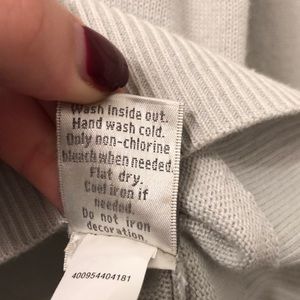 Wash inside out.
Hand wash cold.
Only non-chlorine
bleach when needed.
Flat dry.
Cool iron if
needed.
Do not iron
decoration.
400954404181